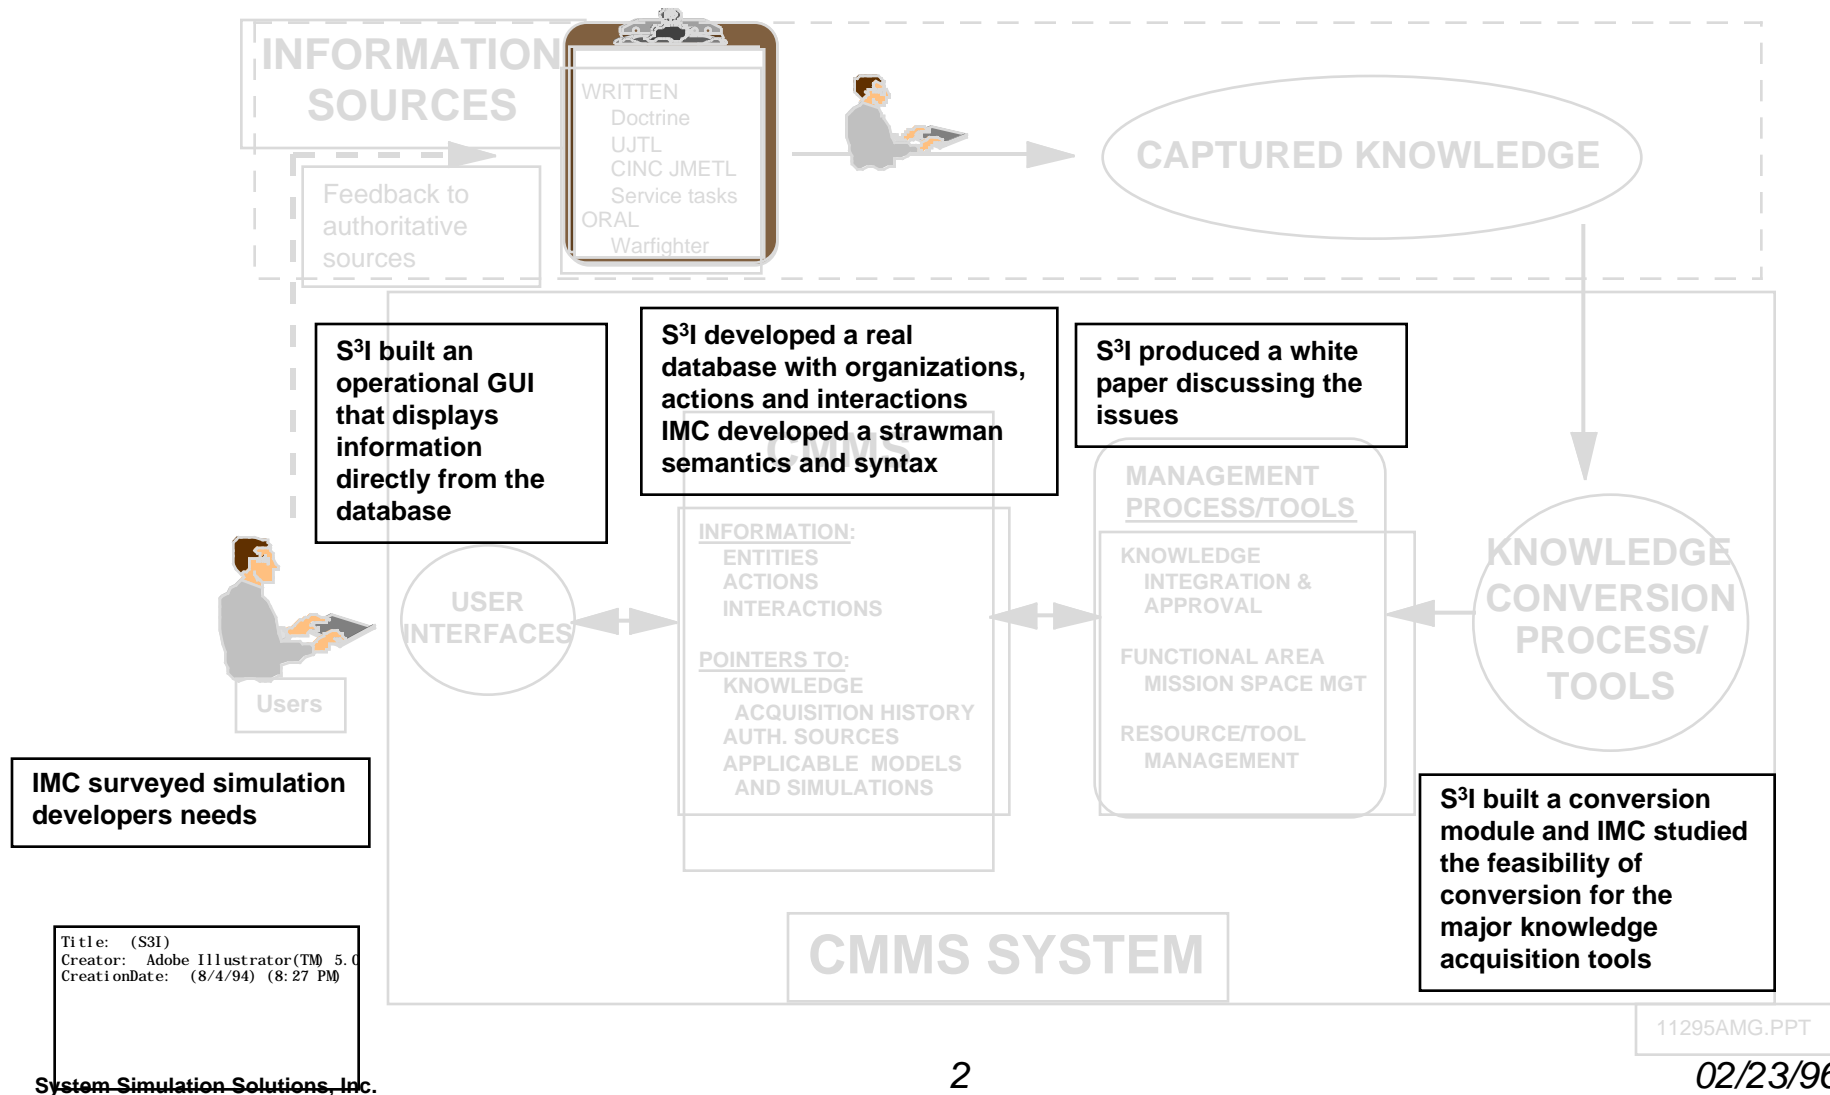 INFORMATION
SOURCES
WRITTEN
Doctrine
UJTL
CINC JMETL
Service tasks
ORAL
Warfighter
CAPTURED KNOWLEDGE
Feedback to
authoritative
sources
S3I built an
operational GUI
that displays
information
directly from the
database
S3I developed a real
database with organizations,
actions and interactions
IMC developed a strawman
semantics and syntax
S3I produced a white
paper discussing the
issues
CMMS
INFORMATION:
ENTITIES
ACTIONS
INTERACTIONS
POINTERS TO:
KNOWLEDGE
ACQUISITION HISTORY
AUTH. SOURCES
APPLICABLE MODELS
AND SIMULATIONS
MANAGEMENT
PROCESS/TOOLS
KNOWLEDGE
INTEGRATION &
APPROVAL
FUNCTIONAL AREA
MISSION SPACE MGT
RESOURCE/TOOL
MANAGEMENT
KNOWLEDGE
CONVERSION
PROCESS/
TOOLS
USER
INTERFACES
Users
IMC surveyed simulation
developers needs
S3I built a conversion
module and IMC studied
the feasibility of
conversion for the
major knowledge
acquisition tools
CMMS SYSTEM
Title: (S3I)
Creator: Adobe Illustrator(TM) 5.0
CreationDate: (8/4/94) (8:27 PM)
11295AMG.PPT
System Simulation Solutions, Inc.
2
02/23/96